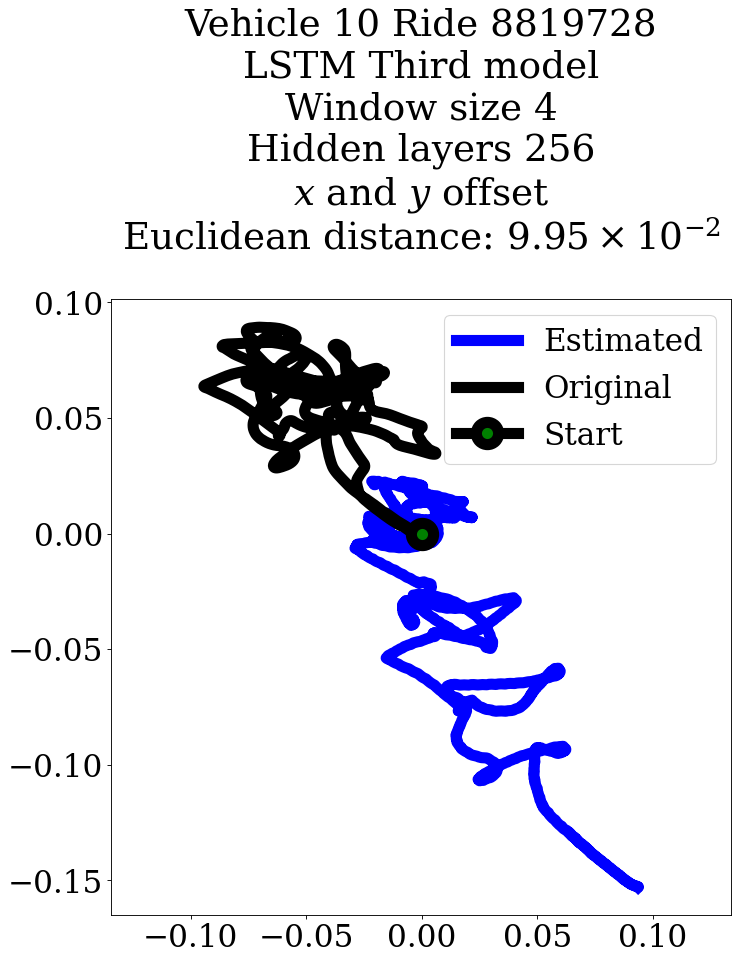 Vehicle 10 Ride 8819728
LSTM Third model
Window size 4
Hidden layers 256
x and y offset
Euclidean distance: 9.95 × 10⁻²
Estimated
Original
Start
0.10
0.05
0.00
−0.05
−0.10
−0.15
−0.10 −0.05 0.00 0.05 0.10